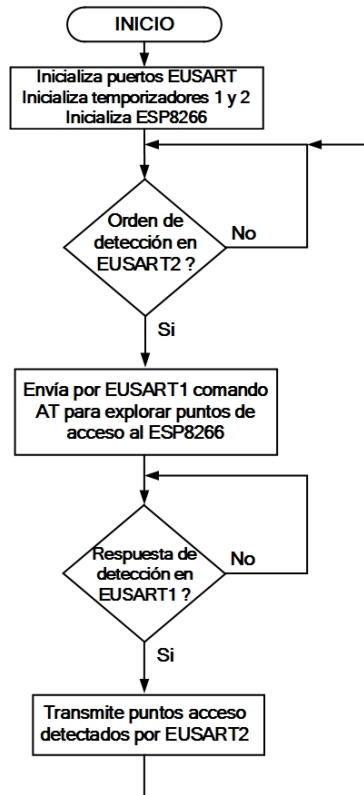 INICIO
Inicializa puertos EUSART
Inicializa temporizadores 1 y 2
Inicializa ESP8266
Orden de
detección en
EUSART2 ?
No
Si
Envía por EUSART1 comando
AT para explorar puntos de
acceso al ESP8266
Respuesta de
detección en
EUSART1 ?
No
Si
Transmite puntos acceso
detectados por EUSART2